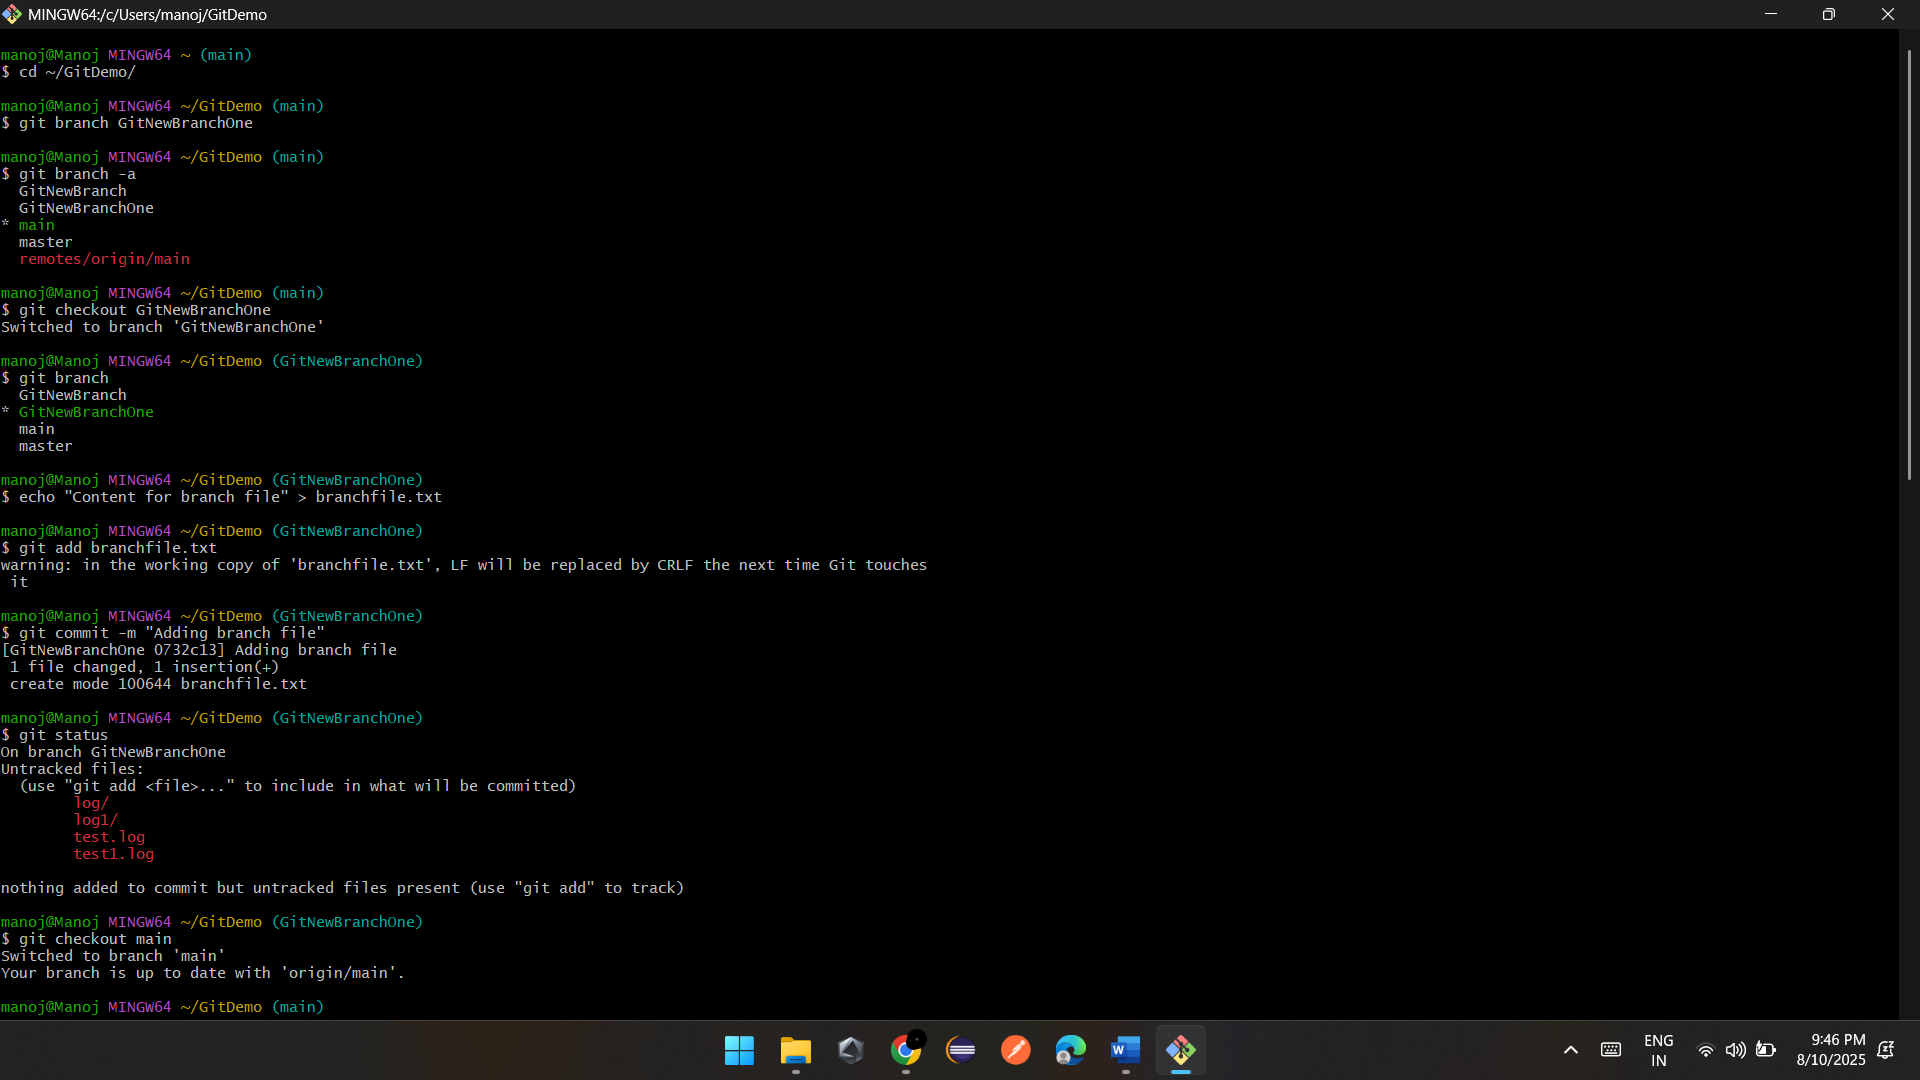 MINGW64:/c/Users/manoj/GitDemo
manoj@Manoj MINGW64 ~ (main)
$ cd ~/GitDemo/
manoj@Manoj MINGW64 ~/GitDemo (main)
$ git branch GitNewBranchOne
manoj@Manoj MINGW64 ~/GitDemo (main)
$ git branch -a
  GitNewBranch
  GitNewBranchOne
* main
  master
  remotes/origin/main
manoj@Manoj MINGW64 ~/GitDemo (main)
$ git checkout GitNewBranchOne
Switched to branch 'GitNewBranchOne'
manoj@Manoj MINGW64 ~/GitDemo (GitNewBranchOne)
$ git branch
  GitNewBranch
* GitNewBranchOne
  main
  master
manoj@Manoj MINGW64 ~/GitDemo (GitNewBranchOne)
$ echo "Content for branch file" > branchfile.txt
manoj@Manoj MINGW64 ~/GitDemo (GitNewBranchOne)
$ git add branchfile.txt
warning: in the working copy of 'branchfile.txt', LF will be replaced by CRLF the next time Git touches
 it
manoj@Manoj MINGW64 ~/GitDemo (GitNewBranchOne)
$ git commit -m "Adding branch file"
[GitNewBranchOne 0732c13] Adding branch file
 1 file changed, 1 insertion(+)
 create mode 100644 branchfile.txt
manoj@Manoj MINGW64 ~/GitDemo (GitNewBranchOne)
$ git status
On branch GitNewBranchOne
Untracked files:
  (use "git add <file>..." to include in what will be committed)
        log/
        log1/
        test.log
        test1.log
nothing added to commit but untracked files present (use "git add" to track)
manoj@Manoj MINGW64 ~/GitDemo (GitNewBranchOne)
$ git checkout main
Switched to branch 'main'
Your branch is up to date with 'origin/main'.
manoj@Manoj MINGW64 ~/GitDemo (main)
W
ENG
IN
9:46 PM
8/10/2025